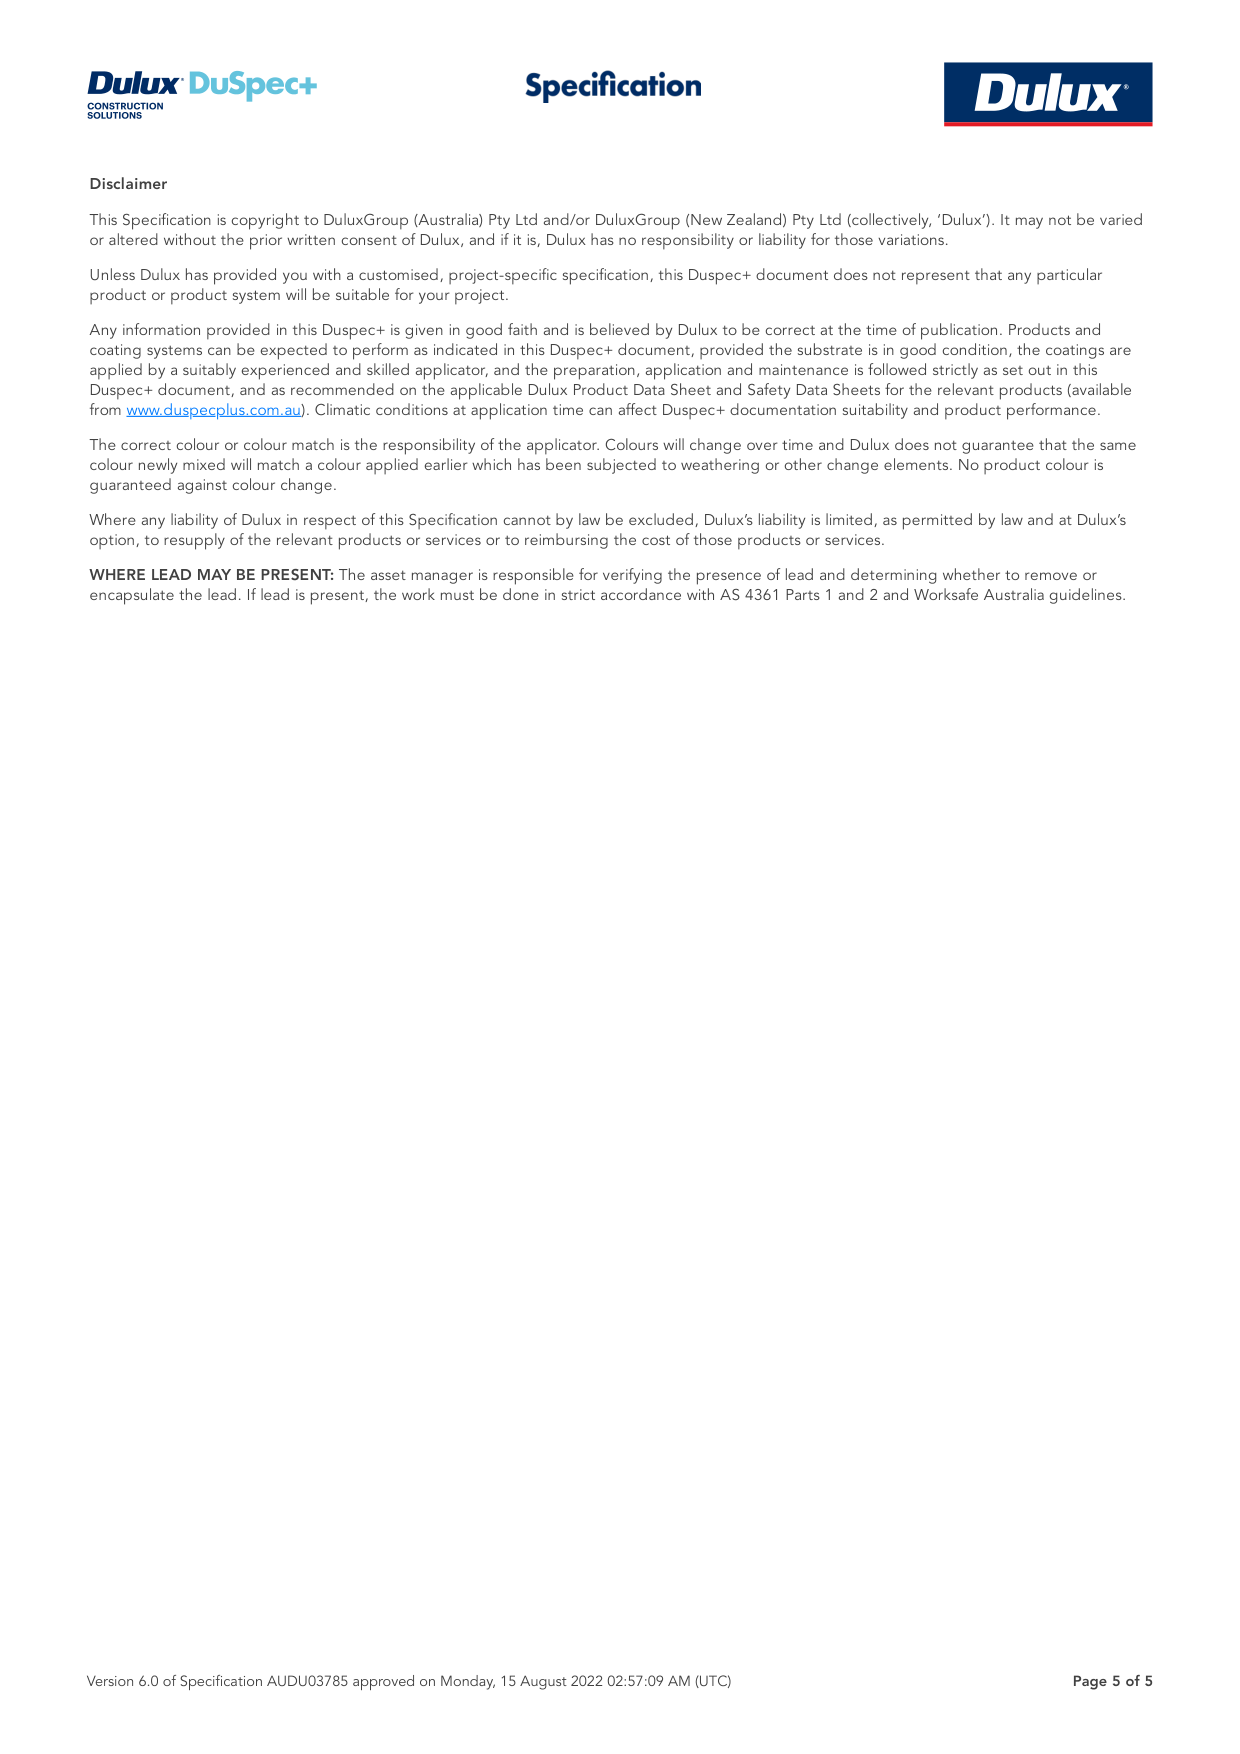 Dulux DuSpec+
CONSTRUCTION
SOLUTIONS
Specification
Dulux®
Disclaimer
This Specification is copyright to DuluxGroup (Australia) Pty Ltd and/or DuluxGroup (New Zealand) Pty Ltd (collectively, ‘Dulux’). It may not be varied
or altered without the prior written consent of Dulux, and if it is, Dulux has no responsibility or liability for those variations.
Unless Dulux has provided you with a customised, project-specific specification, this Duspec+ document does not represent that any particular
product or product system will be suitable for your project.
Any information provided in this Duspec+ is given in good faith and is believed by Dulux to be correct at the time of publication. Products and
coating systems can be expected to perform as indicated in this Duspec+ document, provided the substrate is in good condition, the coatings are
applied by a suitably experienced and skilled applicator, and the preparation, application and maintenance is followed strictly as set out in this
Duspec+ document, and as recommended on the applicable Dulux Product Data Sheet and Safety Data Sheets for the relevant products (available
from www.duspecplus.com.au). Climatic conditions at application time can affect Duspec+ documentation suitability and product performance.
The correct colour or colour match is the responsibility of the applicator. Colours will change over time and Dulux does not guarantee that the same
colour newly mixed will match a colour applied earlier which has been subjected to weathering or other change elements. No product colour is
guaranteed against colour change.
Where any liability of Dulux in respect of this Specification cannot by law be excluded, Dulux’s liability is limited, as permitted by law and at Dulux’s
option, to resupply of the relevant products or services or to reimbursing the cost of those products or services.
WHERE LEAD MAY BE PRESENT: The asset manager is responsible for verifying the presence of lead and determining whether to remove or
encapsulate the lead. If lead is present, the work must be done in strict accordance with AS 4361 Parts 1 and 2 and Worksafe Australia guidelines.
Version 6.0 of Specification AUDU03785 approved on Monday, 15 August 2022 02:57:09 AM (UTC)
Page 5 of 5